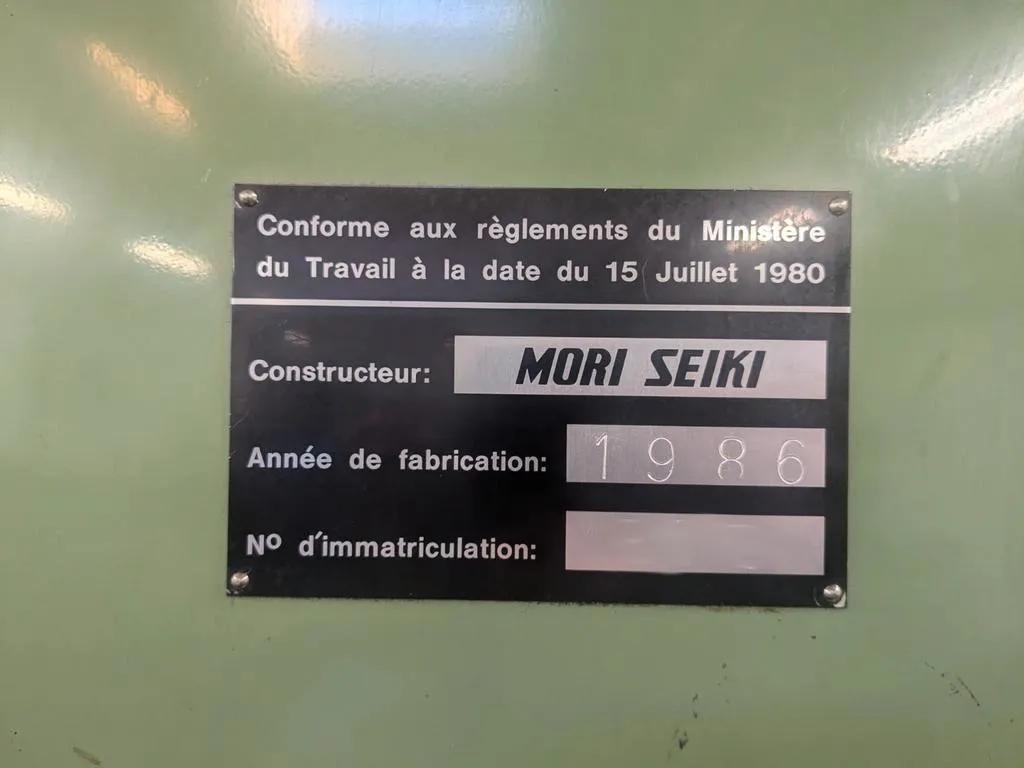 Conforme aux règlements du Ministère
du Travail à la date du 15 Juillet 1980
Constructeur: MORI SEIKI
Année de fabrication: 1986
Nº d'immatriculation: